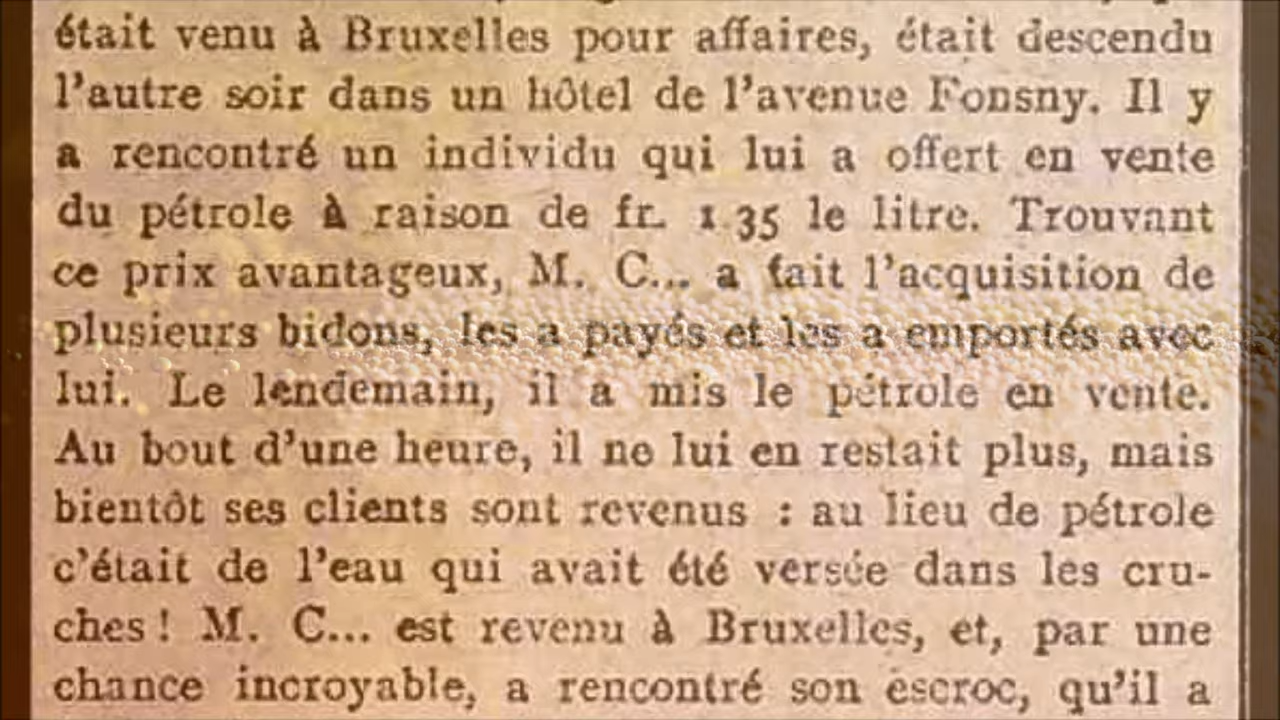 était venu à Bruxelles pour affaires, était descendu
l'autre soir dans un hôtel de l'avenue Fonsny. Il y
a rencontré un individu qui lui a offert en vente
du pétrole à raison de fr. 1.35 le litre. Trouvant
ce prix avantageux, M. C... a fait l'acquisition de
plusieurs bidons, les a payés et les a emportés avec
lui. Le lendemain, il a mis le pétrole en vente.
Au bout d'une heure, il ne lui en restait plus, mais
bientôt ses clients sont revenus : au lieu de pétrole
c'était de l'eau qui avait été versée dans les cru-
ches ! M. C... est revenu à Bruxelles, et, par une
chance incroyable, a rencontré son escroc, qu'il a